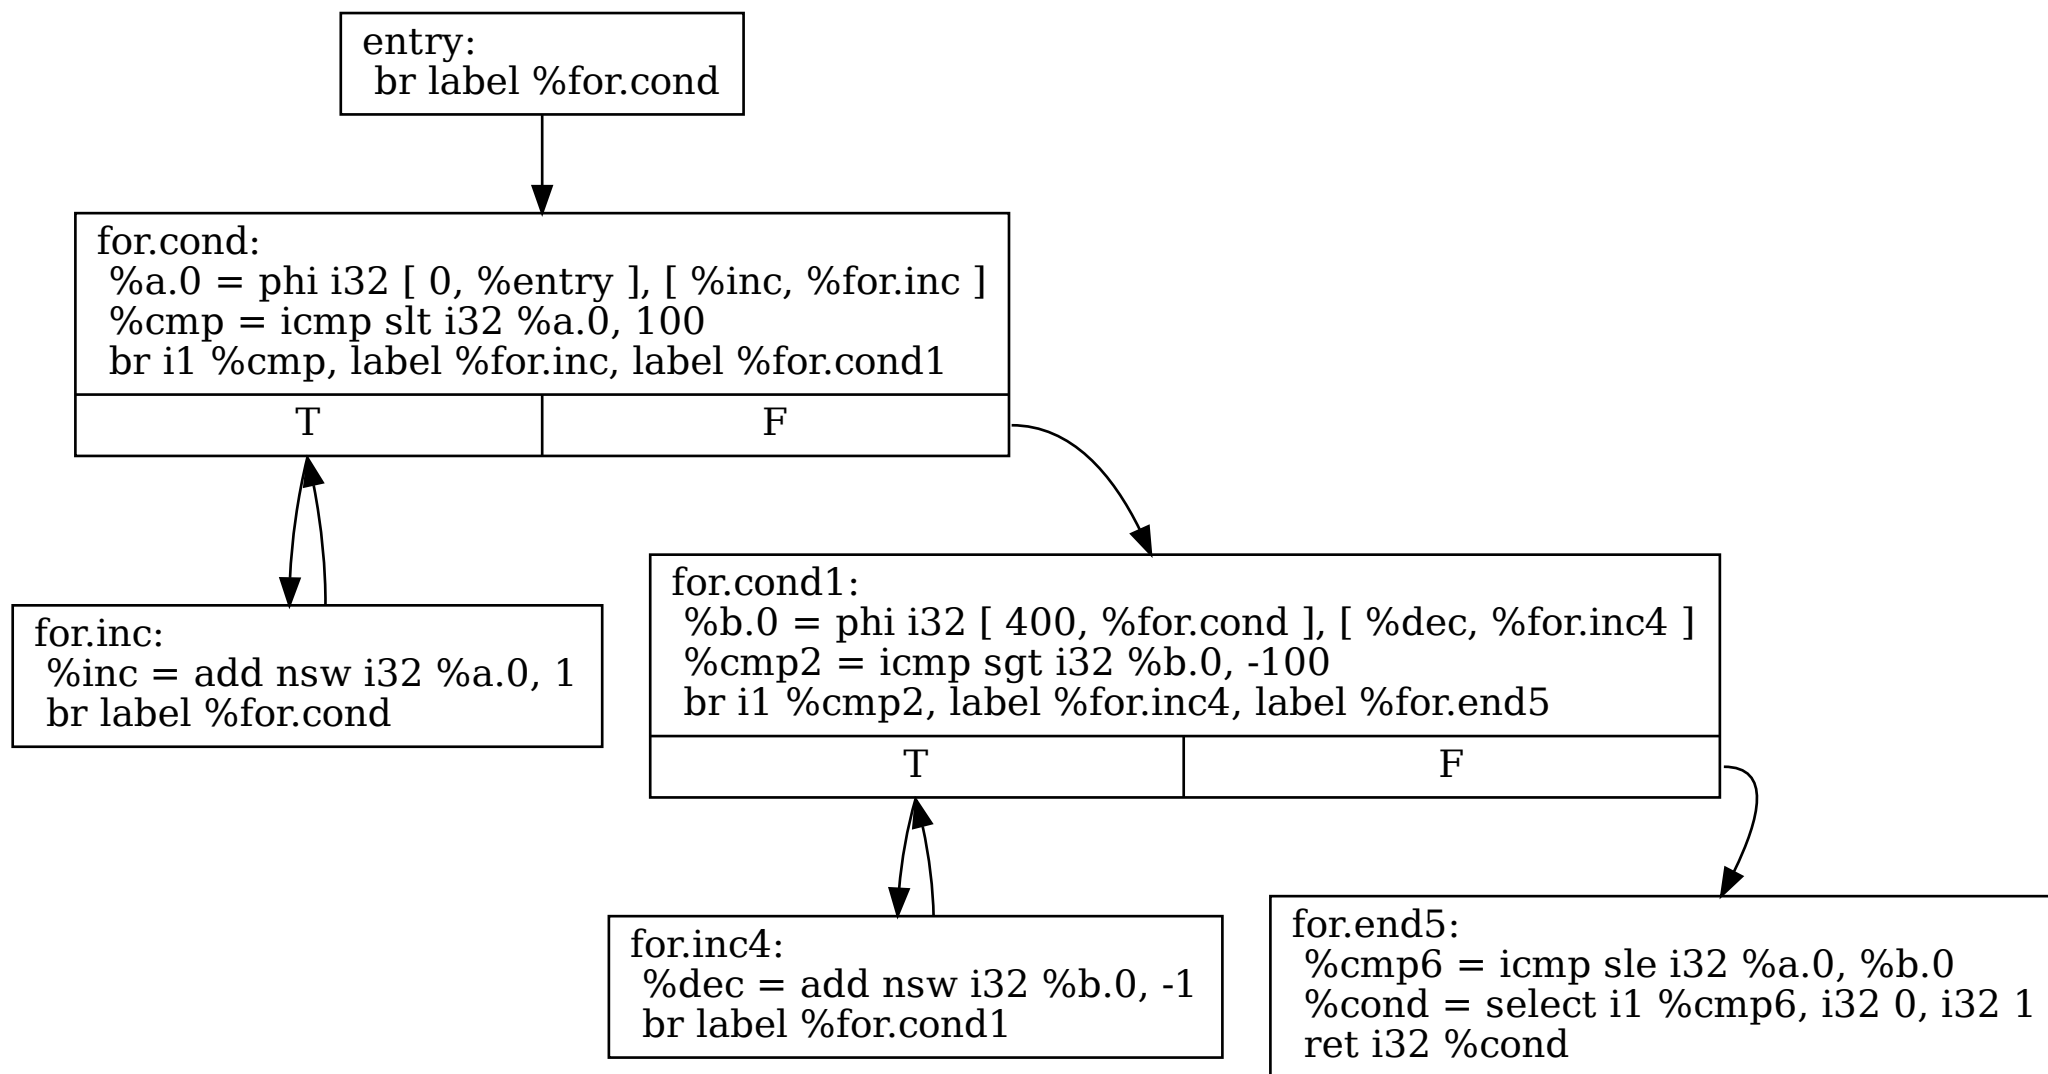 entry:
br label %for.cond
for.cond:
%a.0 = phi i32 [ 0, %entry ], [ %inc, %for.inc ]
%cmp = icmp slt i32 %a.0, 100
br i1 %cmp, label %for.inc, label %for.cond1
T F
for.inc:
%inc = add nsw i32 %a.0, 1
br label %for.cond
for.cond1:
%b.0 = phi i32 [ 400, %for.cond ], [ %dec, %for.inc4 ]
%cmp2 = icmp sgt i32 %b.0, -100
br i1 %cmp2, label %for.inc4, label %for.end5
T F
for.inc4:
%dec = add nsw i32 %b.0, -1
br label %for.cond1
for.end5:
%cmp6 = icmp sle i32 %a.0, %b.0
%cond = select i1 %cmp6, i32 0, i32 1
ret i32 %cond